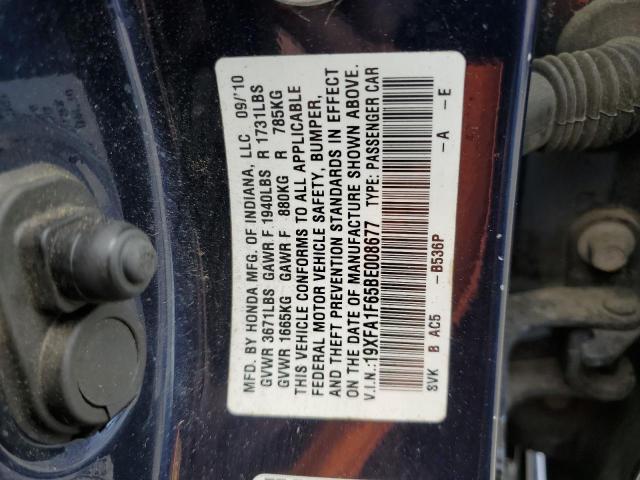 MFD. BY HONDA MFG. OF INDIANA, LLC 09/10
GVWR 3671LBS GAWR F 1940LBS R 1731LBS
GVWR 1665KG GAWR F 880KG R 785KG
THIS VEHICLE CONFORMS TO ALL APPLICABLE
FEDERAL MOTOR VEHICLE SAFETY, BUMPER,
AND THEFT PREVENTION STANDARDS IN EFFECT
ON THE DATE OF MANUFACTURE SHOWN ABOVE.
V.I.N.: 19XFA1F65BE008677 TYPE: PASSENGER CAR
SVK B AC5 -B536P -A -E